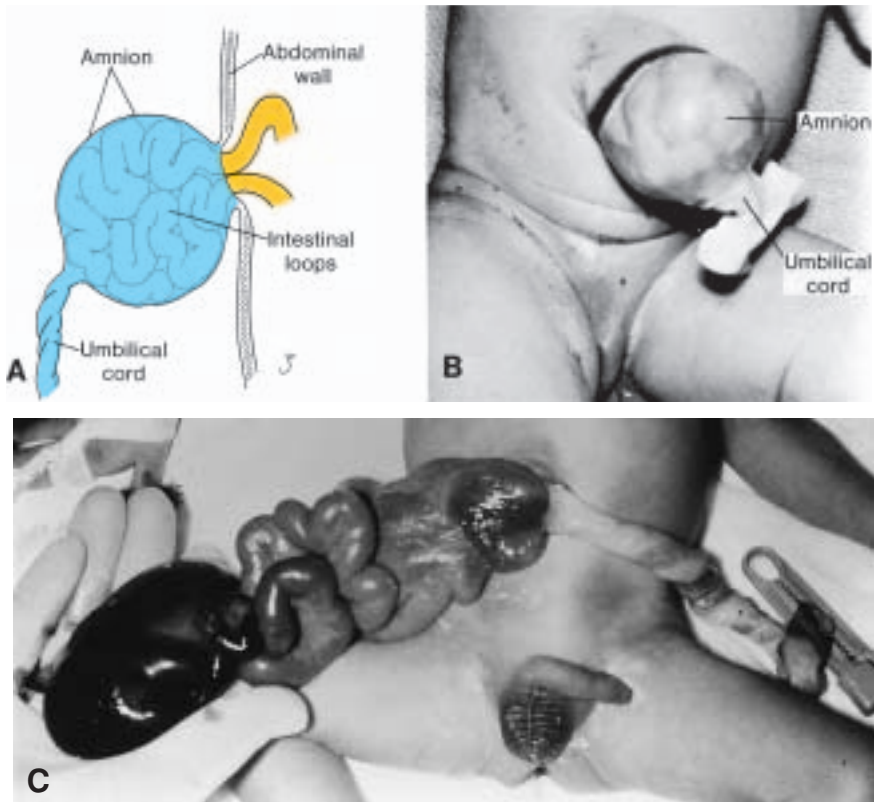 Amnion
Abdominal
wall
Intestinal
loops
Umbilical
cord
3
A
Amnion
Umbilical
cord
B
C